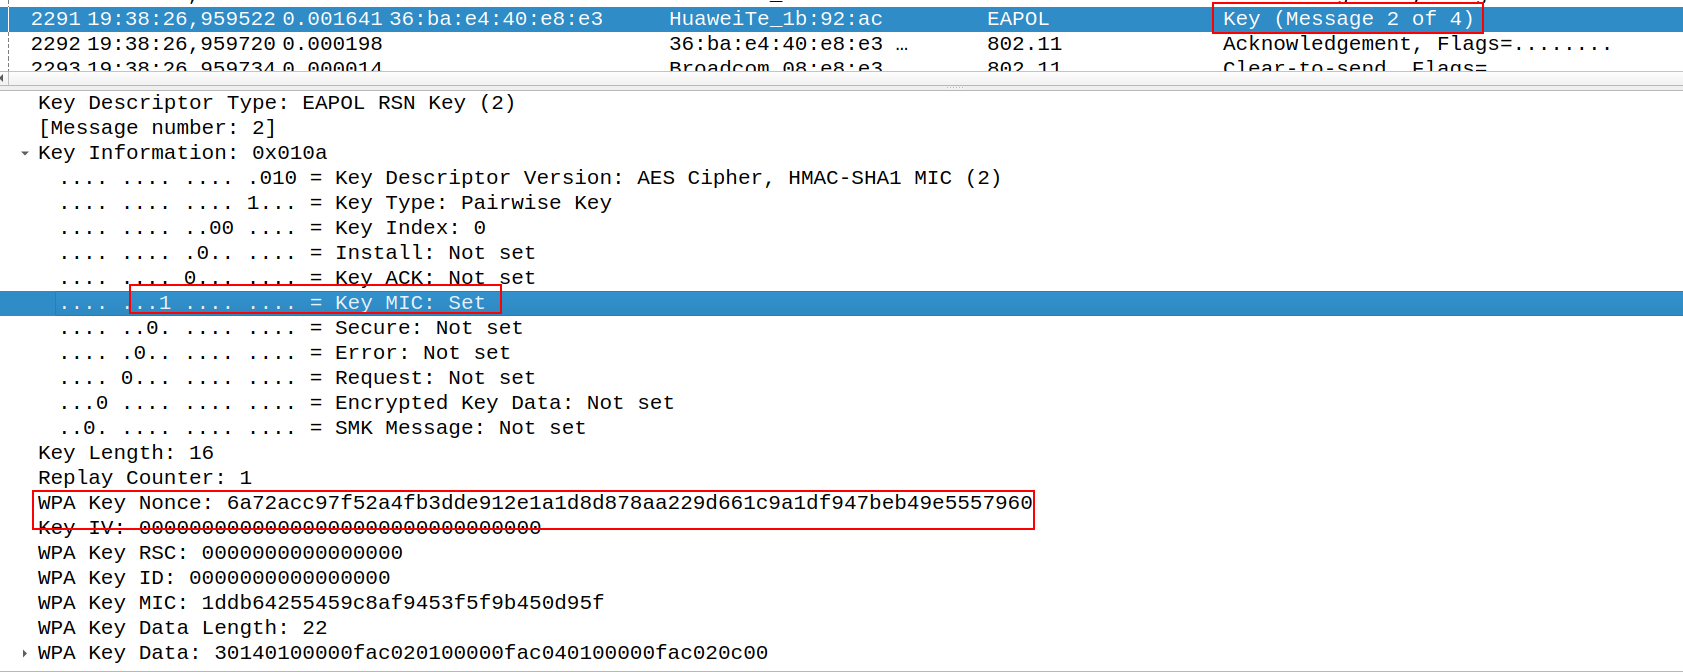 2291 19:38:26,959522 0.001641 36:ba:e4:40:e8:e3 HuaweiTe_1b:92:ac EAPOL Key (Message 2 of 4)
2292 19:38:26,959720 0.000198 36:ba:e4:40:e8:e3 … 802.11 Acknowledgement, Flags=........
2293 19:38:26,959734 0.000014 Broadcom_08:e8:e3 802.11 Clear-to-send, Flags=
Key Descriptor Type: EAPOL RSN Key (2)
[Message number: 2]
Key Information: 0x010a
.... .... .... .010 = Key Descriptor Version: AES Cipher, HMAC-SHA1 MIC (2)
.... .... .... 1... = Key Type: Pairwise Key
.... .... ..00 .... = Key Index: 0
.... .... .0.. .... = Install: Not set
.... .... 0... .... = Key ACK: Not set
.... ...1 .... .... = Key MIC: Set
.... ..0. .... .... = Secure: Not set
.... .0.. .... .... = Error: Not set
.... 0... .... .... = Request: Not set
...0 .... .... .... = Encrypted Key Data: Not set
..0. .... .... .... = SMK Message: Not set
Key Length: 16
Replay Counter: 1
WPA Key Nonce: 6a72acc97f52a4fb3dde912e1a1d8d878aa229d661c9a1df947beb49e5557960
Key IV: 00000000000000000000000000000000
WPA Key RSC: 0000000000000000
WPA Key ID: 0000000000000000
WPA Key MIC: 1ddb64255459c8af9453f5f9b450d95f
WPA Key Data Length: 22
WPA Key Data: 30140100000fac020100000fac040100000fac020c00